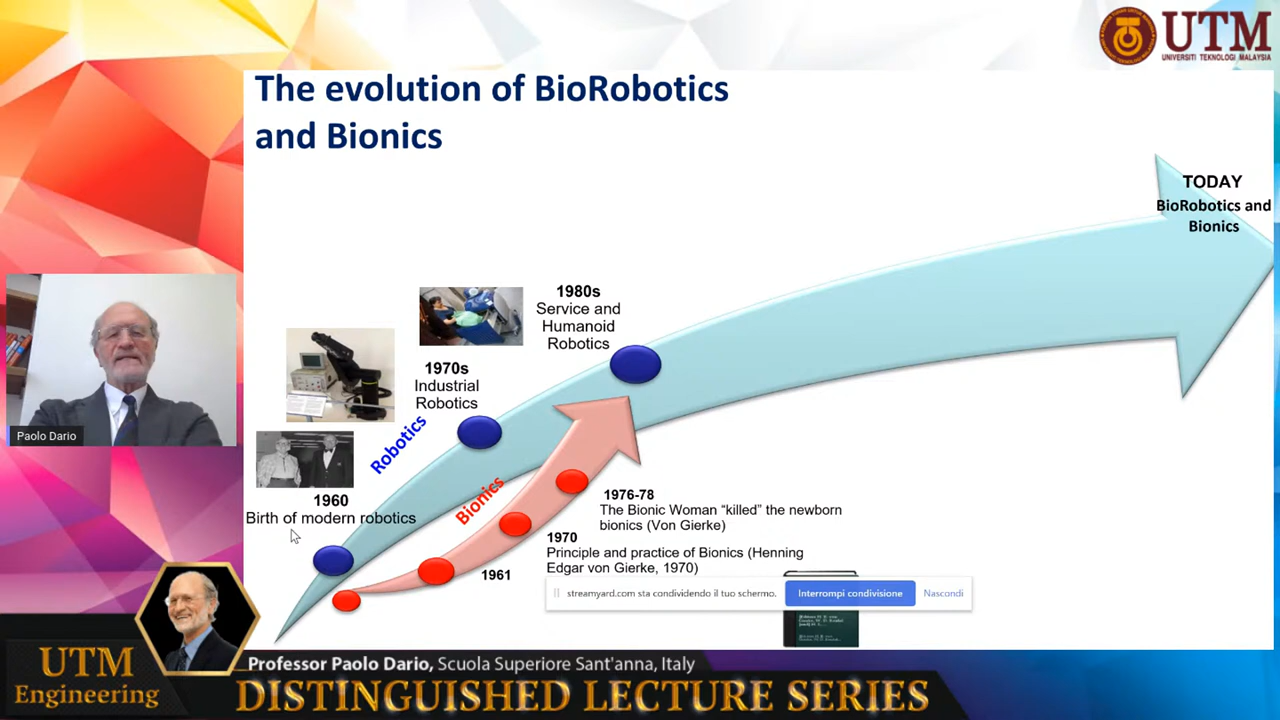 UTM
UNIVERSITI TEKNOLOGI MALAYSIA
The evolution of BioRobotics
and Bionics
TODAY
BioRobotics and
Bionics
1980s
Service and
Humanoid
Robotics
1970s
Industrial
Robotics
Robotics
1960
Birth of modern robotics
Bionics
1976-78
The Bionic Woman “killed” the newborn
bionics (Von Gierke)
1970
Principle and practice of Bionics (Henning
Edgar von Gierke, 1970)
1961
streamyard.com sta condividendo il tuo schermo.
Interrompi condivisione
Nascondi
Paolo Dario
UTM
Engineering
Professor Paolo Dario, Scuola Superiore Sant'anna, Italy
DISTINGUISHED LECTURE SERIES